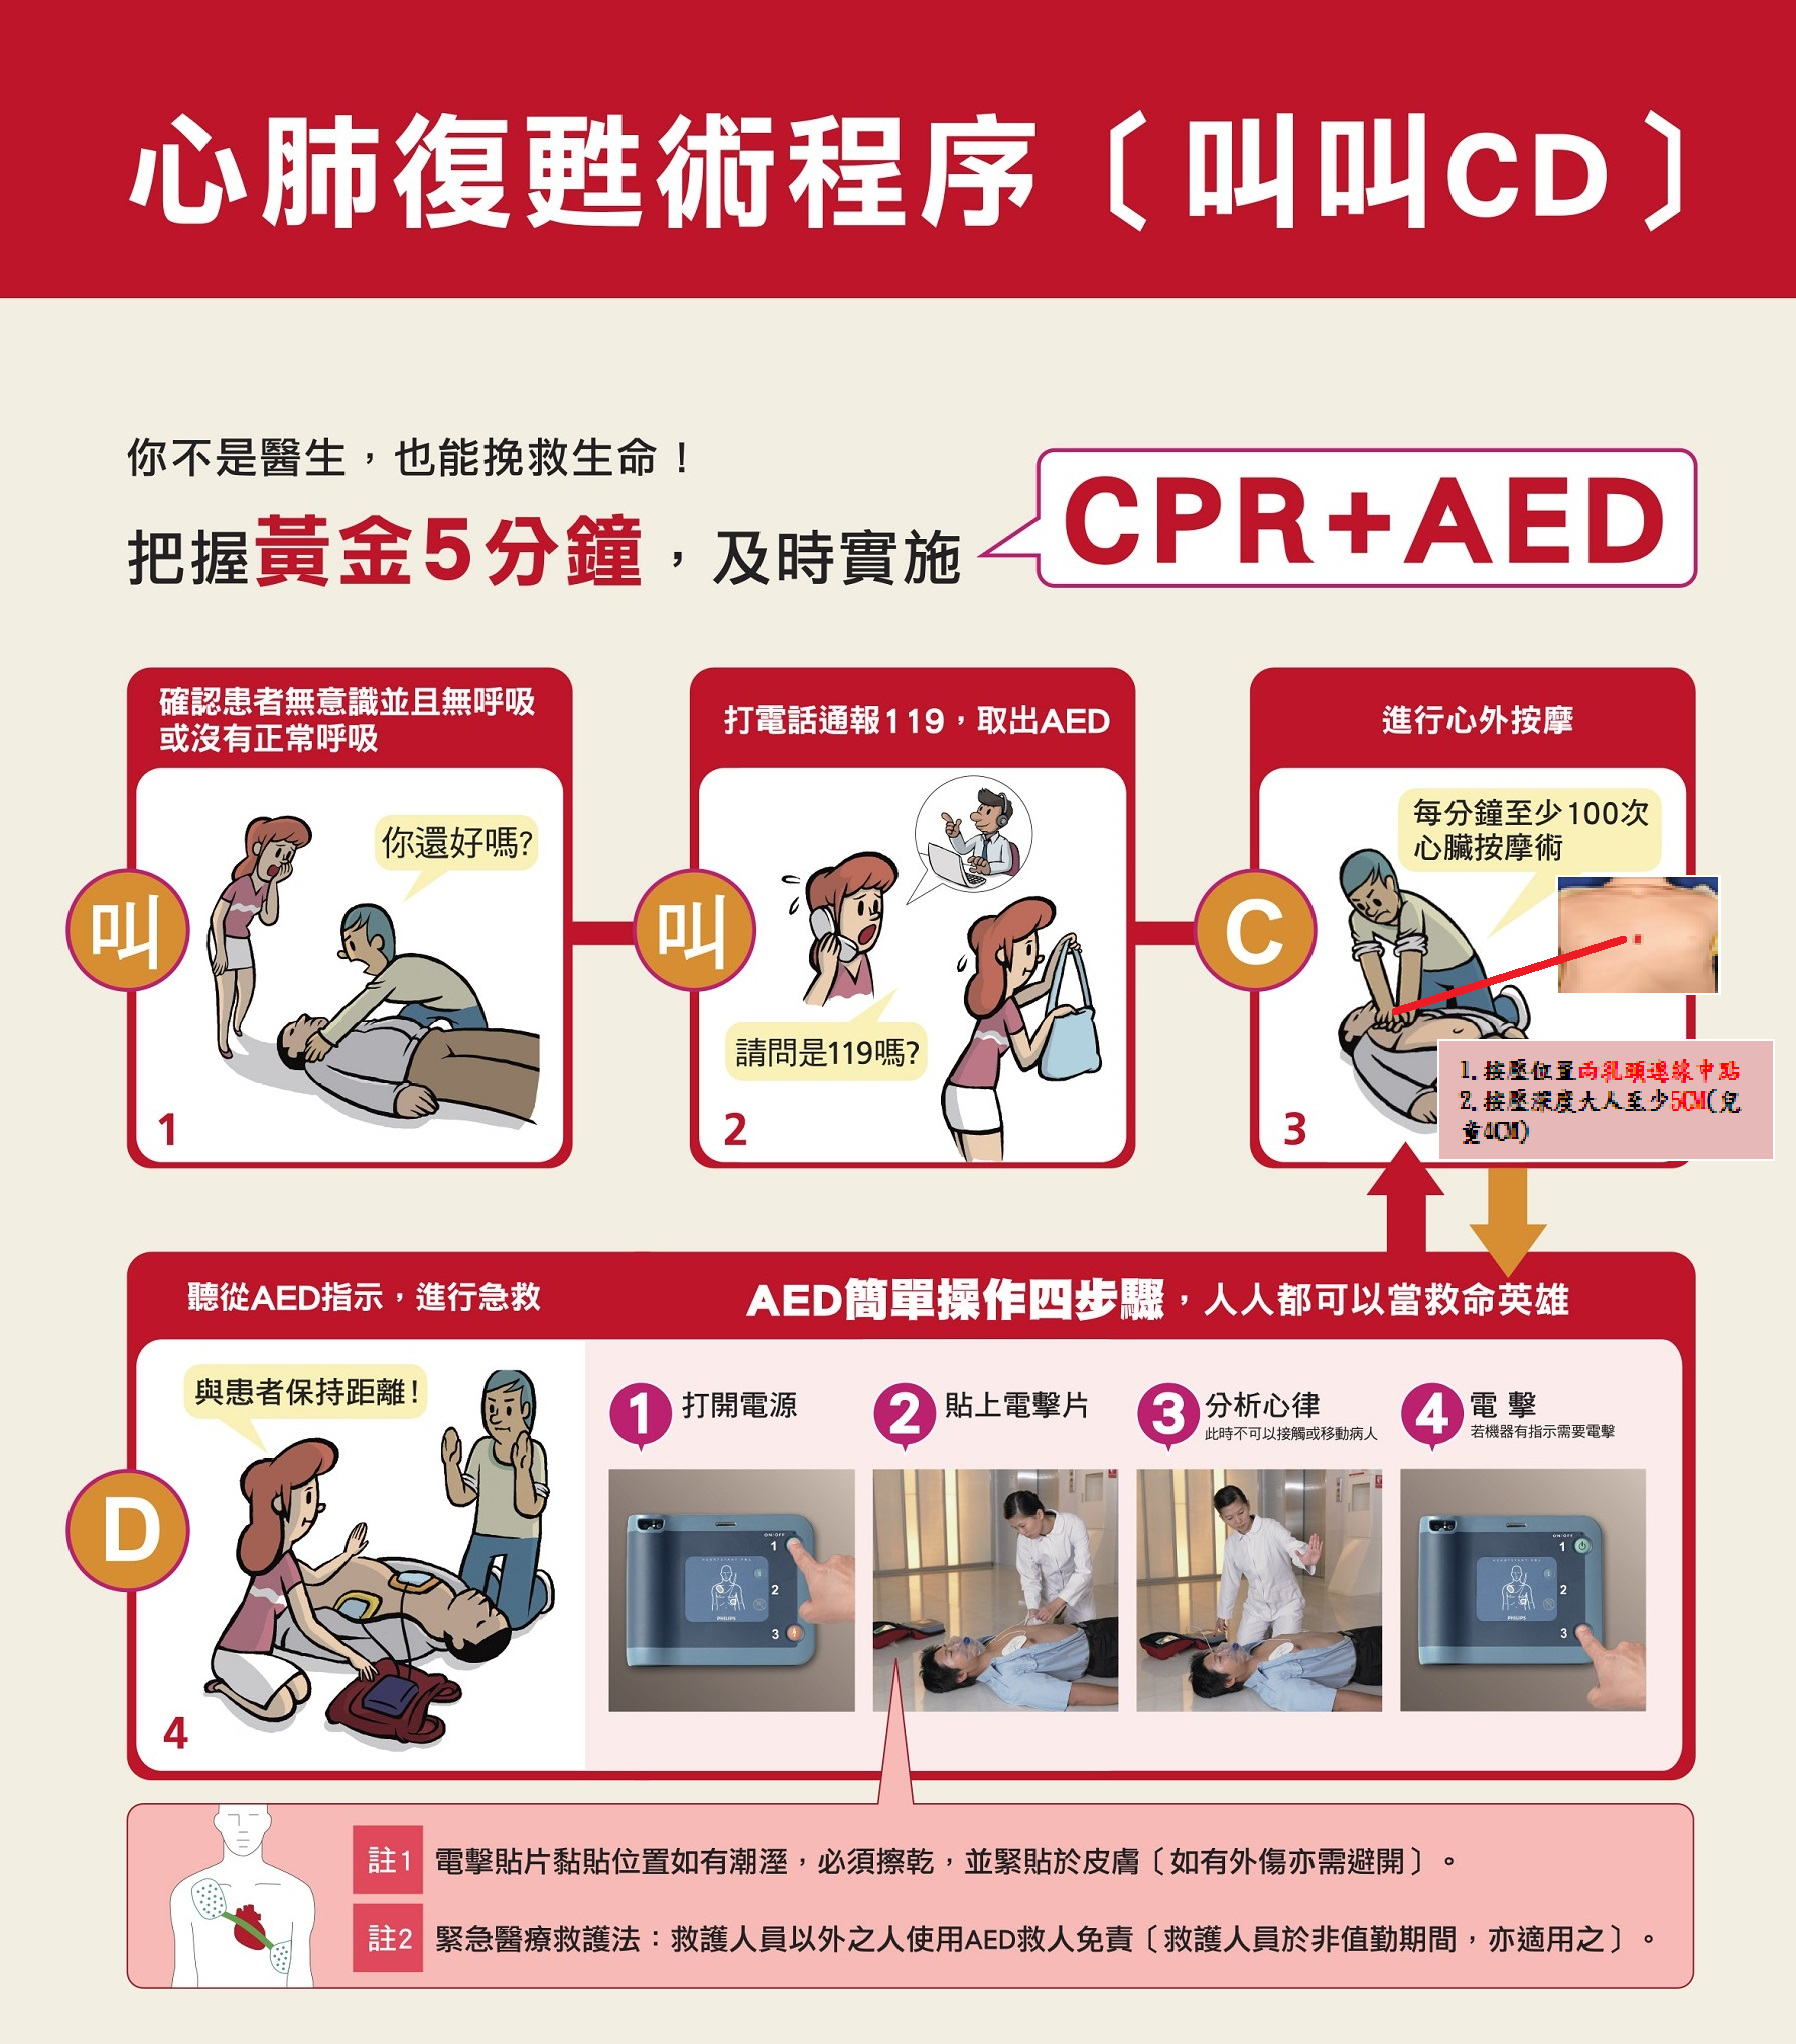 心肺復甦術程序〔叫叫CD〕
你不是醫生，也能挽救生命！
把握黃金5分鐘，及時實施
CPR+AED
確認患者無意識並且無呼吸
或沒有正常呼吸
你還好嗎?
叫
1
打電話通報119，取出AED
叫
請問是119嗎?
2
進行心外按摩
每分鐘至少100次
心臟按摩術
C
1.按壓位置兩乳頭連線中點
2.按壓深度大人至少5CM(兒
童4CM)
3
聽從AED指示，進行急救
AED簡單操作四步驟，人人都可以當救命英雄
與患者保持距離!
D
4
1 打開電源
2 貼上電擊片
3 分析心律
此時不可以接觸或移動病人
4 電擊
若機器有指示需要電擊
ON/OFF
1
2
PHILIPS
3
ON/OFF
1
2
PHILIPS
3
註1 電擊貼片黏貼位置如有潮溼，必須擦乾，並緊貼於皮膚〔如有外傷亦需避開〕。
註2 緊急醫療救護法：救護人員以外之人使用AED救人免責〔救護人員於非值勤期間，亦適用之〕。